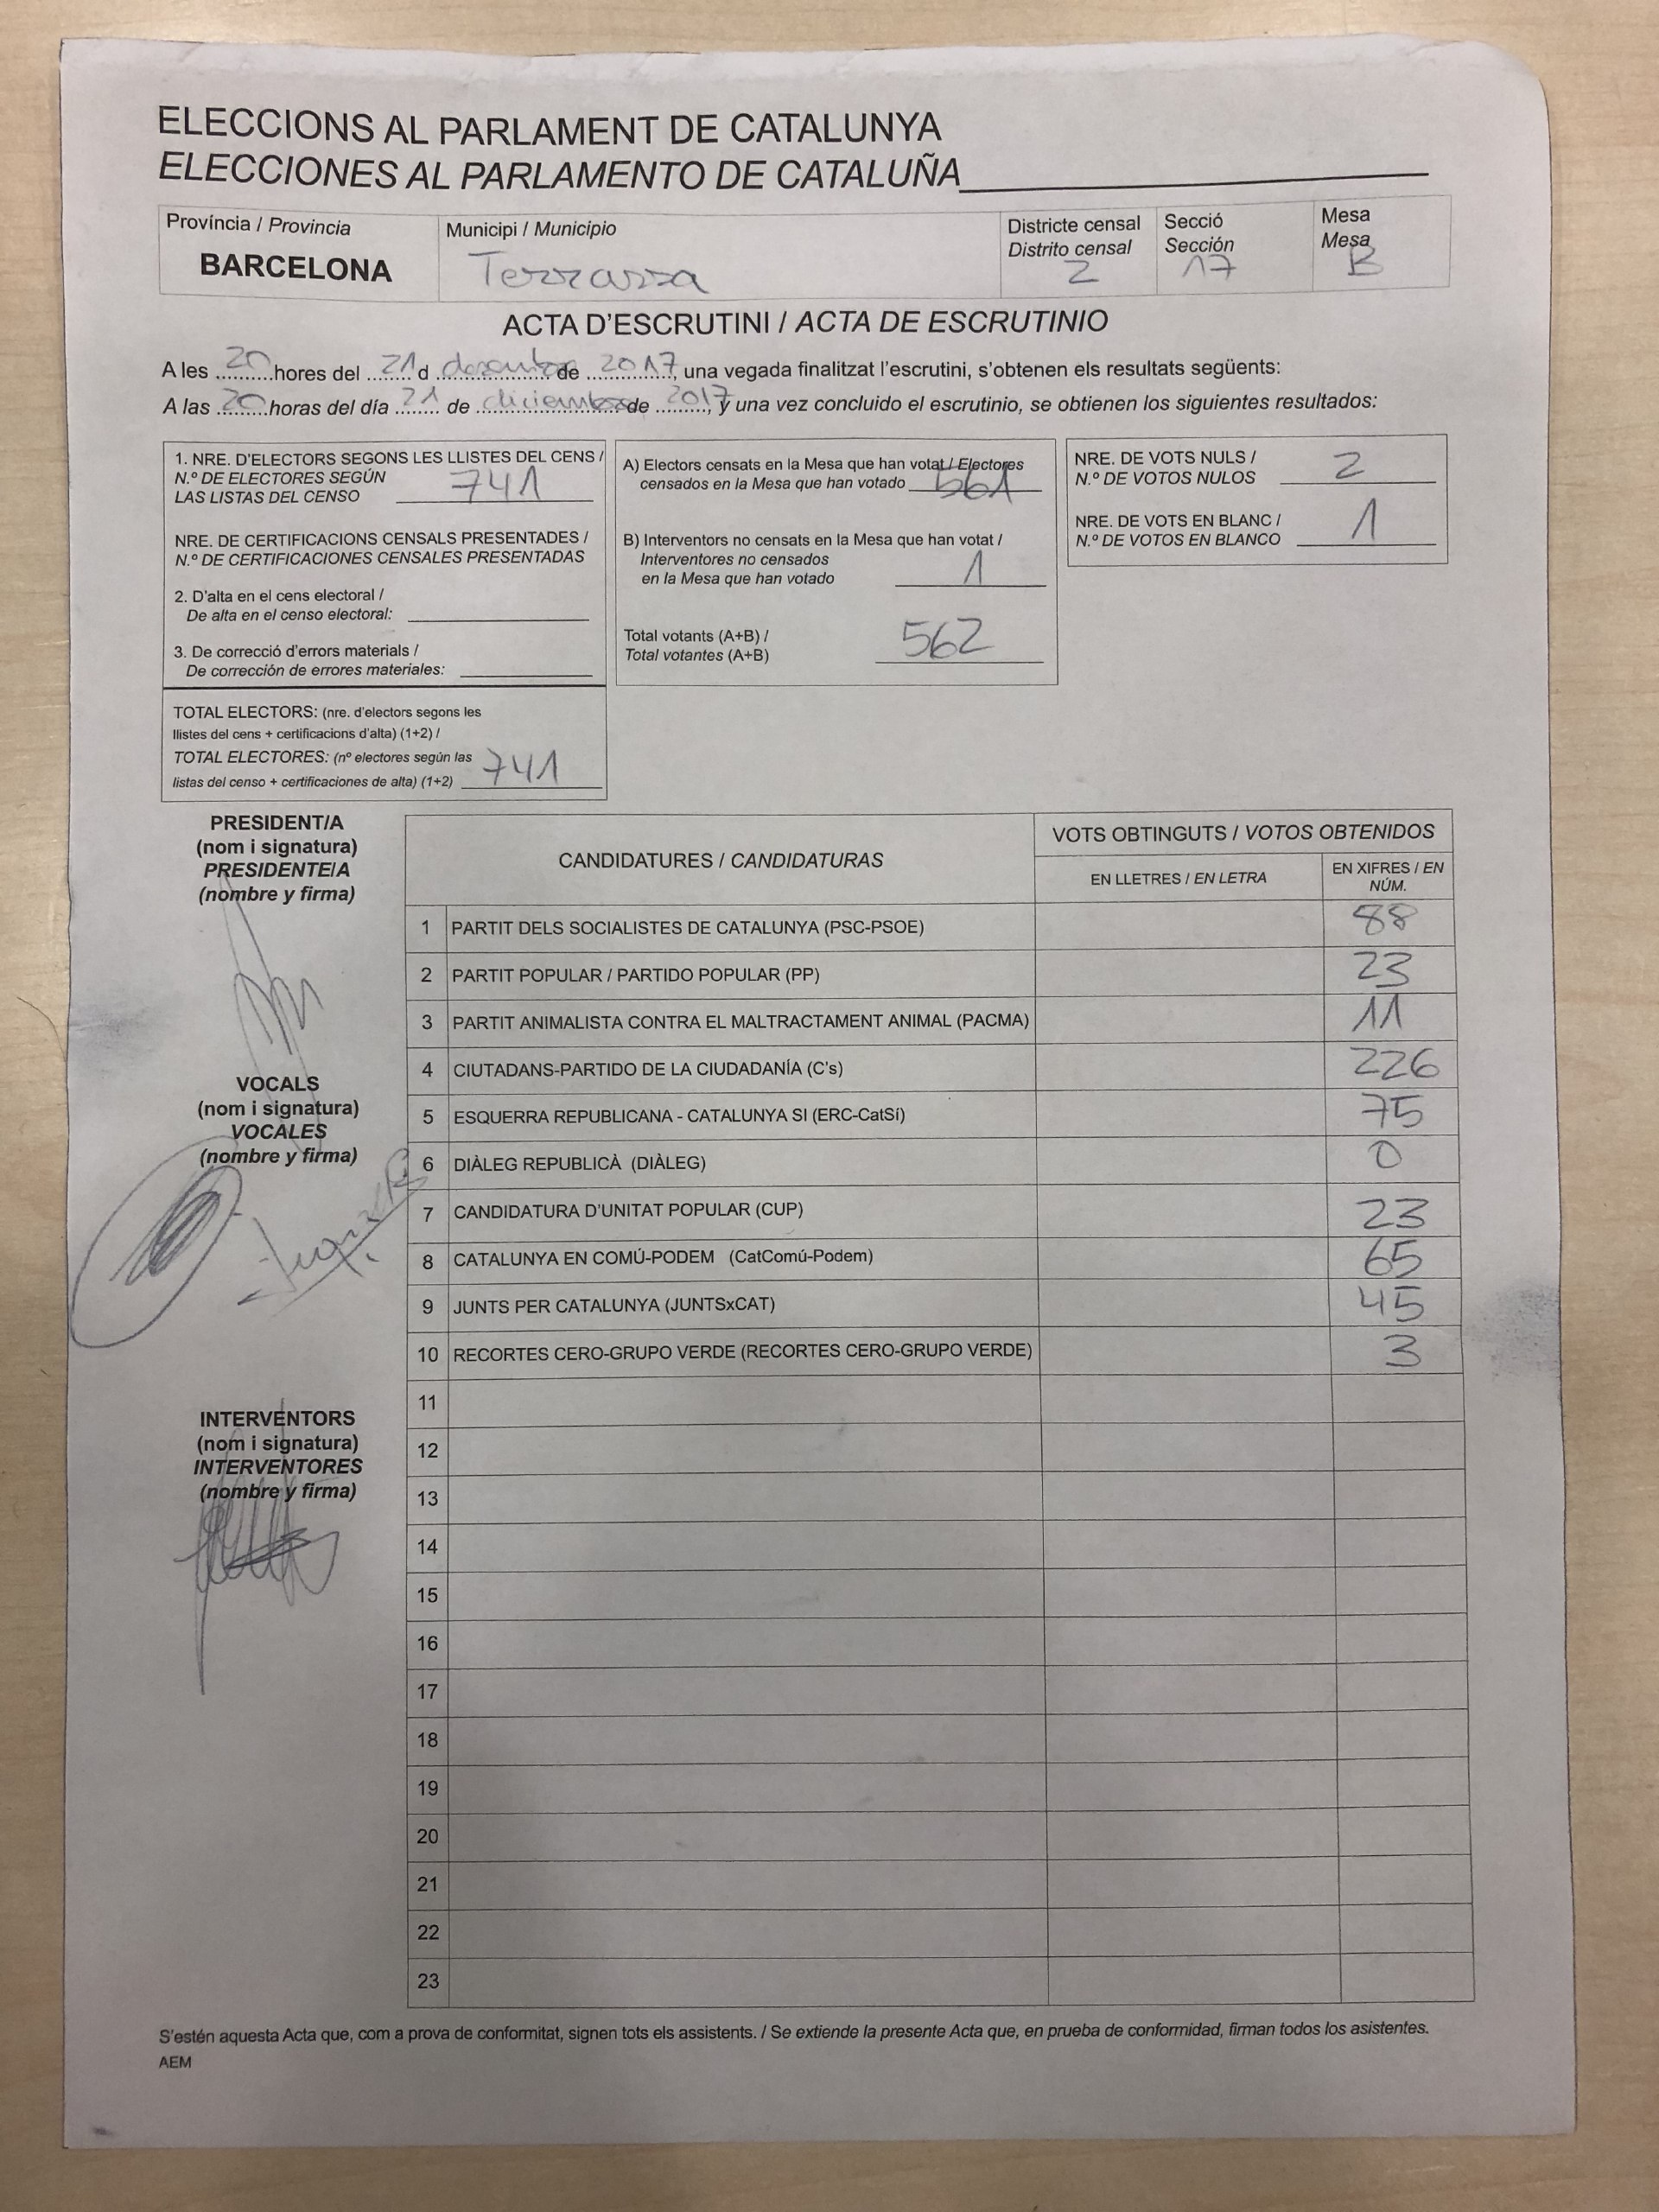 ELECCIONS AL PARLAMENT DE CATALUNYA
ELECCIONES AL PARLAMENTO DE CATALUÑA
Província / Provincia
BARCELONA
Municipi / Municipio
Terrassa
Districte censal
Distrito censal
2
Secció
Sección
17
Mesa
Mesa
B
ACTA D'ESCRUTINI / ACTA DE ESCRUTINIO
A les 20 hores del 21 d desembre de 2017, una vegada finalitzat l'escrutini, s'obtenen els resultats següents:
A las 20 horas del día 21 de diciembre de 2017, y una vez concluido el escrutinio, se obtienen los siguientes resultados:
1. NRE. D'ELECTORS SEGONS LES LLISTES DEL CENS /
N.º DE ELECTORES SEGÚN
LAS LISTAS DEL CENSO 741
NRE. DE CERTIFICACIONS CENSALS PRESENTADES /
N.º DE CERTIFICACIONES CENSALES PRESENTADAS
2. D'alta en el cens electoral /
De alta en el censo electoral:
3. De correcció d'errors materials /
De corrección de errores materiales:
TOTAL ELECTORS: (nre. d'electors segons les
llistes del cens + certificacions d'alta) (1+2) /
TOTAL ELECTORES: (nº electores según las
listas del censo + certificaciones de alta) (1+2) 741
A) Electors censats en la Mesa que han votat / Electores
censados en la Mesa que han votado 561
B) Interventors no censats en la Mesa que han votat /
Interventores no censados
en la Mesa que han votado 1
Total votants (A+B) /
Total votantes (A+B) 562
NRE. DE VOTS NULS /
N.º DE VOTOS NULOS 2
NRE. DE VOTS EN BLANC /
N.º DE VOTOS EN BLANCO 1
PRESIDENT/A
(nom i signatura)
PRESIDENTE/A
(nombre y firma)
VOCALS
(nom i signatura)
VOCALES
(nombre y firma)
INTERVENTORS
(nom i signatura)
INTERVENTORES
(nombre y firma)
CANDIDATURES / CANDIDATURAS
VOTS OBTINGUTS / VOTOS OBTENIDOS
EN LLETRES / EN LETRA
EN XIFRES / EN
NÚM.
1 PARTIT DELS SOCIALISTES DE CATALUNYA (PSC-PSOE) 88
2 PARTIT POPULAR / PARTIDO POPULAR (PP) 23
3 PARTIT ANIMALISTA CONTRA EL MALTRACTAMENT ANIMAL (PACMA) 11
4 CIUTADANS-PARTIDO DE LA CIUDADANÍA (C's) 226
5 ESQUERRA REPUBLICANA - CATALUNYA SI (ERC-CatSí) 75
6 DIÀLEG REPUBLICÀ (DIÀLEG) 0
7 CANDIDATURA D'UNITAT POPULAR (CUP) 23
8 CATALUNYA EN COMÚ-PODEM (CatComú-Podem) 65
9 JUNTS PER CATALUNYA (JUNTSxCAT) 45
10 RECORTES CERO-GRUPO VERDE (RECORTES CERO-GRUPO VERDE) 3
11
12
13
14
15
16
17
18
19
20
21
22
23
S'estén aquesta Acta que, com a prova de conformitat, signen tots els assistents. / Se extiende la presente Acta que, en prueba de conformidad, firman todos los asistentes.
AEM